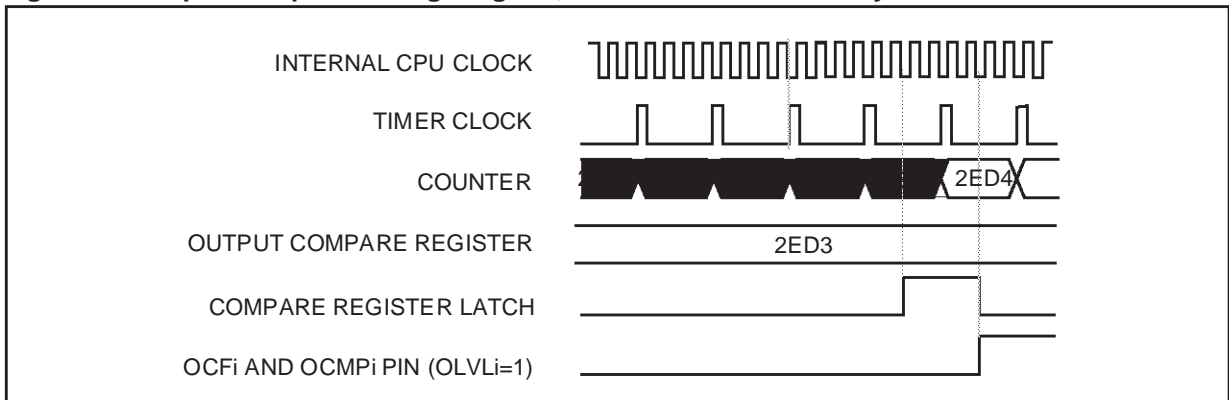 INTERNAL CPU CLOCK
TIMER CLOCK
COUNTER
2ED4
OUTPUT COMPARE REGISTER
2ED3
COMPARE REGISTER LATCH
OCFi AND OCMPi PIN (OLVLi=1)